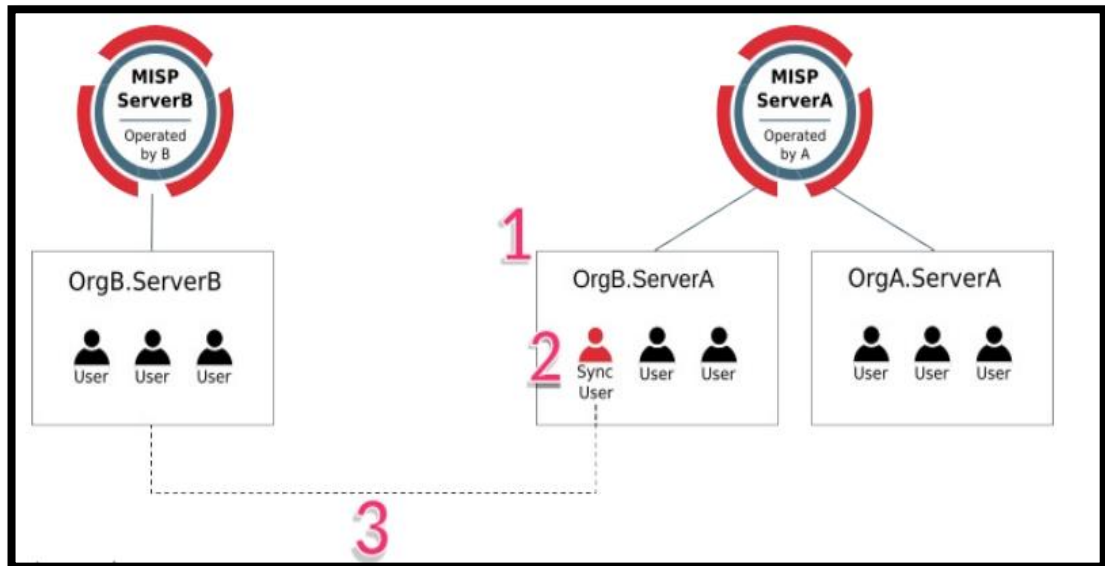 MISP
ServerB
Operated
by B
MISP
ServerA
Operated
by A
1
OrgB.ServerB
OrgB.ServerA
OrgA.ServerA
2
User User User
Sync
User
User User
User User User
3